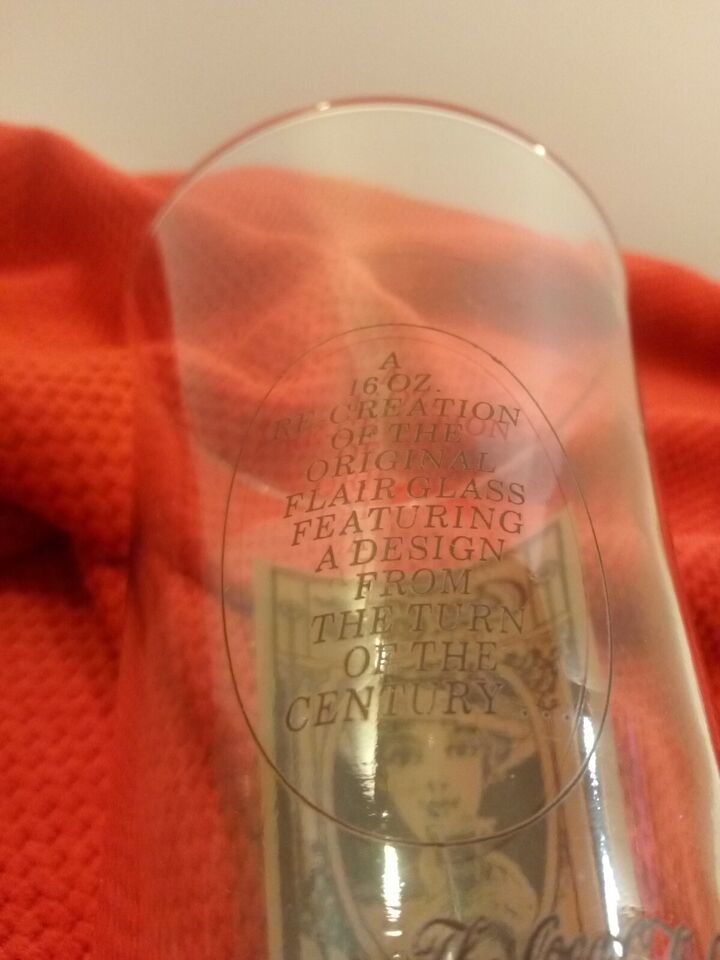 A
16 OZ.
RE-CREATION
OF THE
ORIGINAL
FLAIR GLASS
FEATURING
A DESIGN
FROM
THE TURN
OF THE
CENTURY...